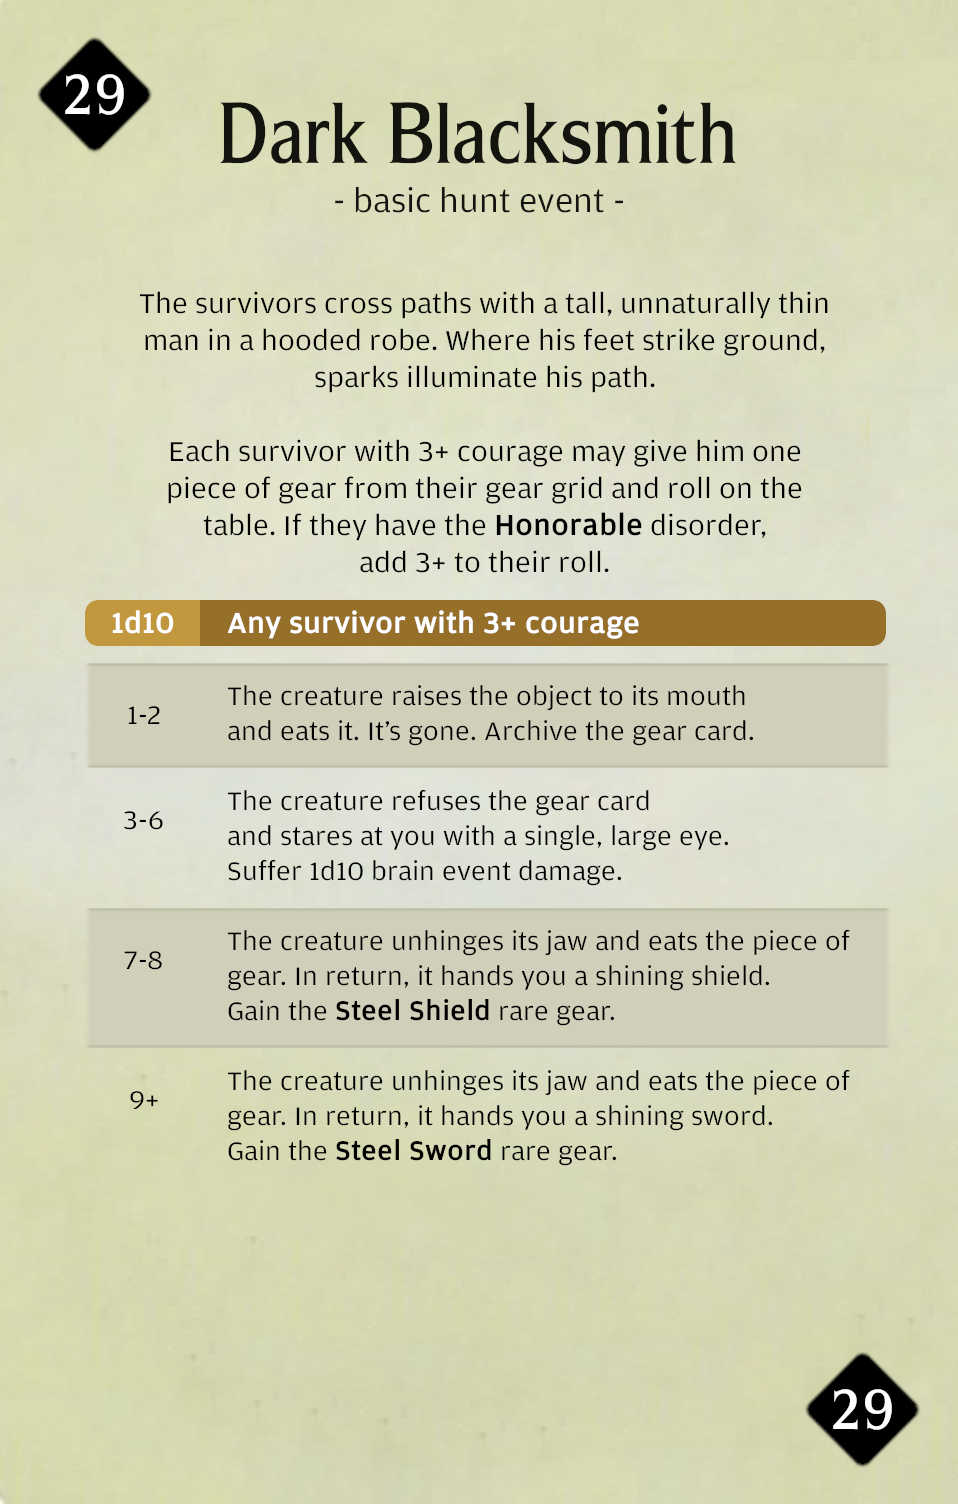 29
Dark Blacksmith
- basic hunt event -
The survivors cross paths with a tall, unnaturally thin
man in a hooded robe. Where his feet strike ground,
sparks illuminate his path.
Each survivor with 3+ courage may give him one
piece of gear from their gear grid and roll on the
table. If they have the Honorable disorder,
add 3+ to their roll.
1d10 Any survivor with 3+ courage
1-2 The creature raises the object to its mouth
and eats it. It’s gone. Archive the gear card.
3-6 The creature refuses the gear card
and stares at you with a single, large eye.
Suffer 1d10 brain event damage.
7-8 The creature unhinges its jaw and eats the piece of
gear. In return, it hands you a shining shield.
Gain the Steel Shield rare gear.
9+ The creature unhinges its jaw and eats the piece of
gear. In return, it hands you a shining sword.
Gain the Steel Sword rare gear.
29